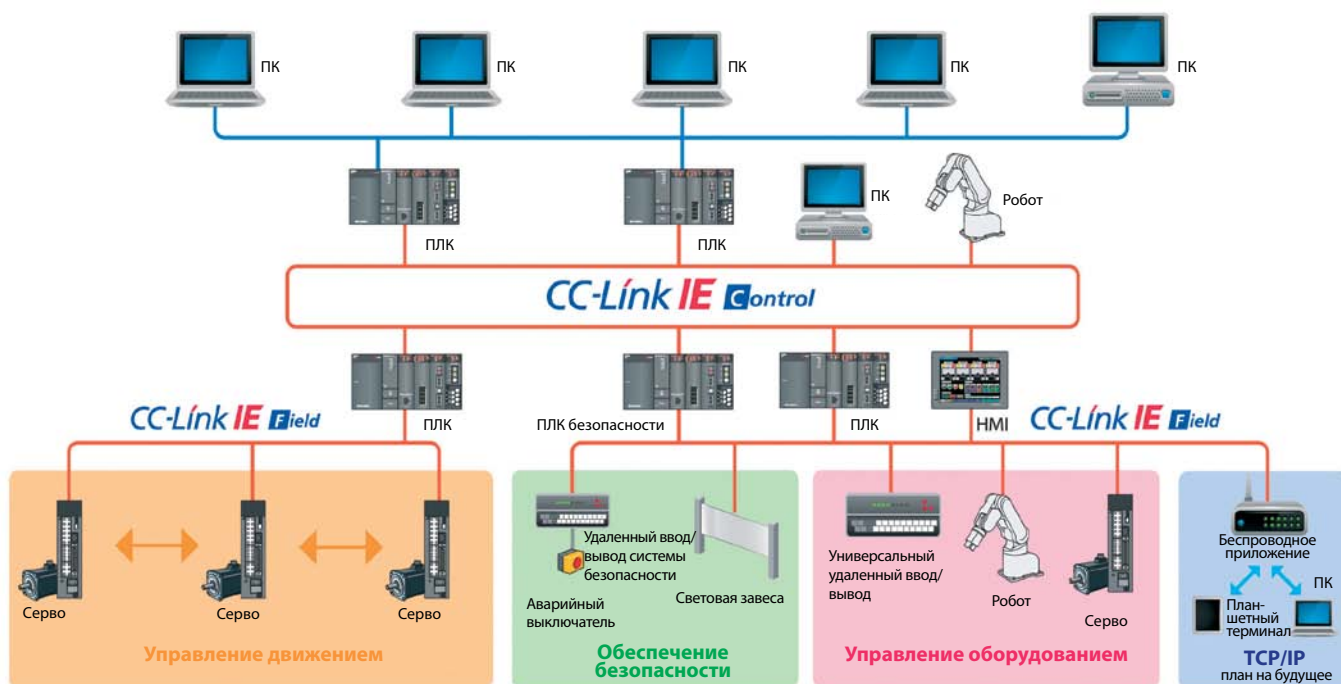 ПК
ПК
ПК
ПК
ПК
ПЛК
ПЛК
ПК
Робот
CC-Link IE Control
ПЛК
ПЛК безопасности
ПЛК
HMI
CC-Link IE Field
CC-Link IE Field
Серво
Серво
Серво
Управление движением
Удаленный ввод/
вывод системы
безопасности
Аварийный
выключатель
Световая завеса
Обеспечение
безопасности
Универсальный
удаленный ввод/
вывод
Робот
Серво
Управление оборудованием
Беспроводное
приложение
ПК
План-
шетный
терминал
TCP/IP
план на будущее